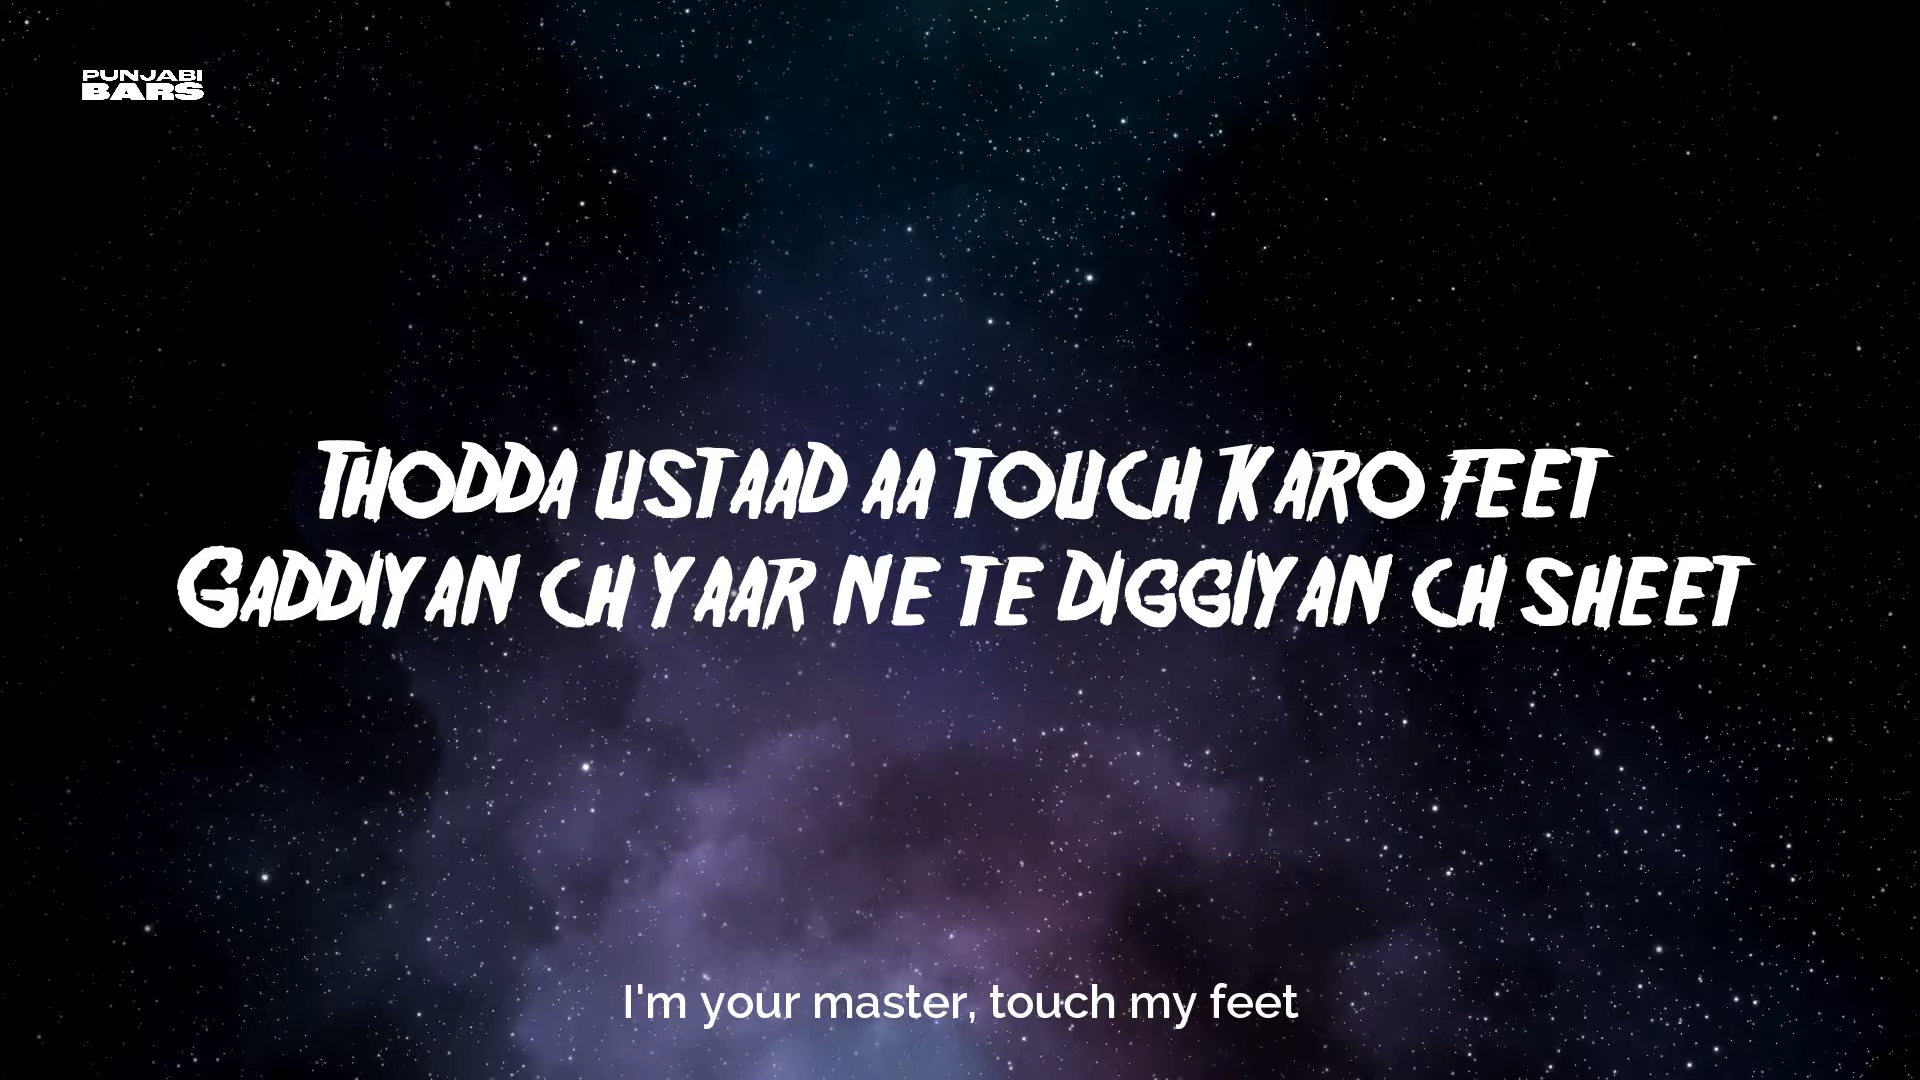 PUNJABI
BARS
THODDA USTAAD AA TOUCH KARO FEET
GADDIYAN CH YAAR NE TE DIGGIYAN CH SHEET
I'm your master, touch my feet